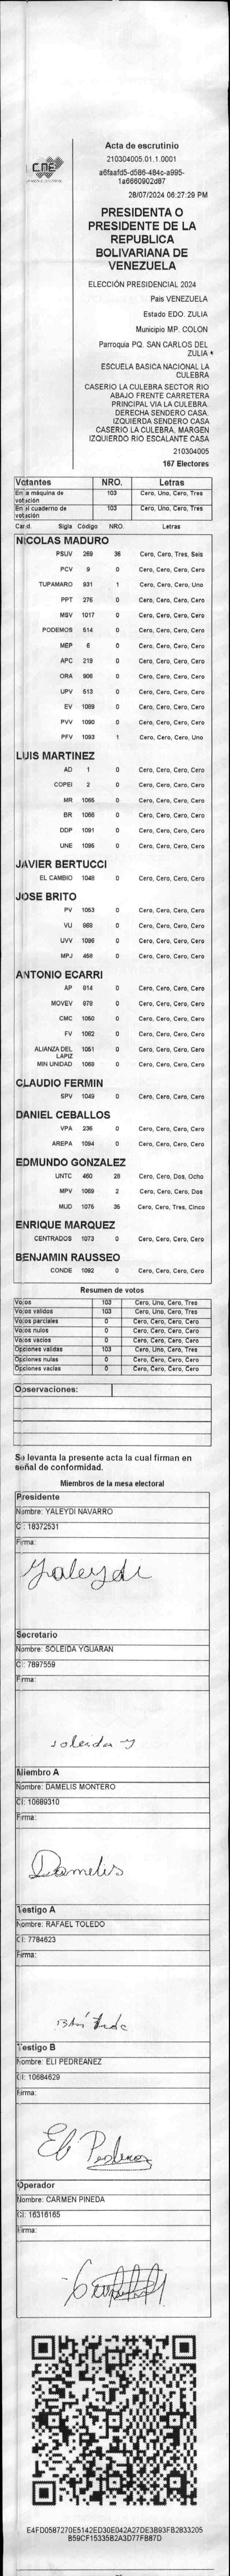 CNE
Acta de escrutinio
210304005.01.1.0001
a6faafd5-d586-484c-a995-
1a6660902d87
28/07/2024 06:27:29 PM
PRESIDENTA O
PRESIDENTE DE LA
REPUBLICA
BOLIVARIANA DE
VENEZUELA
ELECCIÓN PRESIDENCIAL 2024
Pais VENEZUELA
Estado EDO. ZULIA
Municipio MP. COLON
Parroquia PQ. SAN CARLOS DEL
ZULIA *
ESCUELA BASICA NACIONAL LA
CULEBRA
CASERIO LA CULEBRA SECTOR RIO
ABAJO FRENTE CARRETERA
PRINCIPAL VIA LA CULEBRA.
DERECHA SENDERO CASA.
IZQUIERDA SENDERO CASA
CASERIO LA CULEBRA, MARGEN
IZQUIERDO RIO ESCALANTE CASA
210304005
167 Electores
Votantes NRO. Letras
En la máquina de votación 103 Cero, Uno, Cero, Tres
En el cuaderno de votación 103 Cero, Uno, Cero, Tres
Card. Sigla Código NRO. Letras
NICOLAS MADURO
PSUV 269 36 Cero, Cero, Tres, Seis
PCV 9 0 Cero, Cero, Cero, Cero
TUPAMARO 931 1 Cero, Cero, Cero, Uno
PPT 276 0 Cero, Cero, Cero, Cero
MSV 1017 0 Cero, Cero, Cero, Cero
PODEMOS 514 0 Cero, Cero, Cero, Cero
MEP 6 0 Cero, Cero, Cero, Cero
APC 219 0 Cero, Cero, Cero, Cero
ORA 906 0 Cero, Cero, Cero, Cero
UPV 513 0 Cero, Cero, Cero, Cero
EV 1089 0 Cero, Cero, Cero, Cero
PVV 1090 0 Cero, Cero, Cero, Cero
PFV 1093 1 Cero, Cero, Cero, Uno
LUIS MARTINEZ
AD 1 0 Cero, Cero, Cero, Cero
COPEI 2 0 Cero, Cero, Cero, Cero
MR 1066 0 Cero, Cero, Cero, Cero
BR 1068 0 Cero, Cero, Cero, Cero
DDP 1091 0 Cero, Cero, Cero, Cero
UNE 1095 0 Cero, Cero, Cero, Cero
JAVIER BERTUCCI
EL CAMBIO 1048 0 Cero, Cero, Cero, Cero
JOSE BRITO
PV 1053 0 Cero, Cero, Cero, Cero
VU 969 0 Cero, Cero, Cero, Cero
UVV 1096 0 Cero, Cero, Cero, Cero
MPJ 458 0 Cero, Cero, Cero, Cero
ANTONIO ECARRI
AP 814 0 Cero, Cero, Cero, Cero
MOVEV 979 0 Cero, Cero, Cero, Cero
CMC 1050 0 Cero, Cero, Cero, Cero
FV 1062 0 Cero, Cero, Cero, Cero
ALIANZA DEL LAPIZ 1051 0 Cero, Cero, Cero, Cero
MIN UNIDAD 1069 0 Cero, Cero, Cero, Cero
CLAUDIO FERMIN
SPV 1049 0 Cero, Cero, Cero, Cero
DANIEL CEBALLOS
VPA 236 0 Cero, Cero, Cero, Cero
AREPA 1094 0 Cero, Cero, Cero, Cero
EDMUNDO GONZALEZ
UNTC 460 28 Cero, Cero, Dos, Ocho
MPV 1069 2 Cero, Cero, Cero, Dos
MUD 1075 35 Cero, Cero, Tres, Cinco
ENRIQUE MARQUEZ
CENTRADOS 1073 0 Cero, Cero, Cero, Cero
BENJAMIN RAUSSEO
CONDE 1092 0 Cero, Cero, Cero, Cero
Resumen de votos
Votos 103 Cero, Uno, Cero, Tres
Votos validos 103 Cero, Uno, Cero, Tres
Votos parciales 0 Cero, Cero, Cero, Cero
Votos nulos 0 Cero, Cero, Cero, Cero
Votos vacios 0 Cero, Cero, Cero, Cero
Opciones validas 103 Cero, Uno, Cero, Tres
Opciones nulas 0 Cero, Cero, Cero, Cero
Opciones vacias 0 Cero, Cero, Cero, Cero
Observaciones:
Se levanta la presente acta la cual firman en
señal de conformidad.
Miembros de la mesa electoral
Presidente
Nombre: YALEYDI NAVARRO
CI: 18372531
Firma:
Yaleydi
Secretario
Nombre: SOLEIDA YGUARAN
CI: 7897559
Firma:
soleida y
Miembro A
Nombre: DAMELIS MONTERO
CI: 10689310
Firma:
Damelis
Testigo A
Nombre: RAFAEL TOLEDO
CI: 7784623
Firma:
Testigo B
Nombre: ELI PEDREAÑEZ
CI: 10684629
Firma:
Operador
Nombre: CARMEN PINEDA
CI: 16316165
Firma:
E4FD0587270E5142ED30E042A27DE3B93FB2833205
B59CF15335B2A3D77FB87D